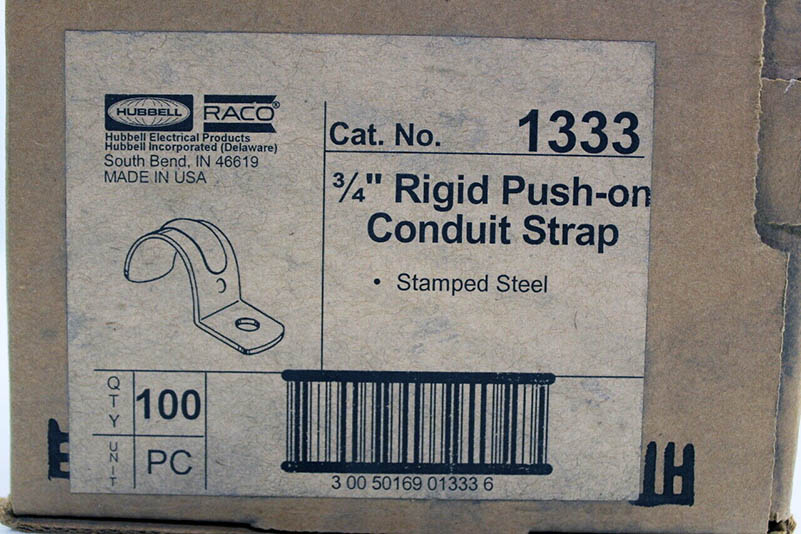 HUBBELL RACO®
Hubbell Electrical Products
Hubbell Incorporated (Delaware)
South Bend, IN 46619
MADE IN USA
Cat. No. 1333
¾" Rigid Push-on
Conduit Strap
• Stamped Steel
QTY 100
UNIT PC
3 00 50169 01333 6